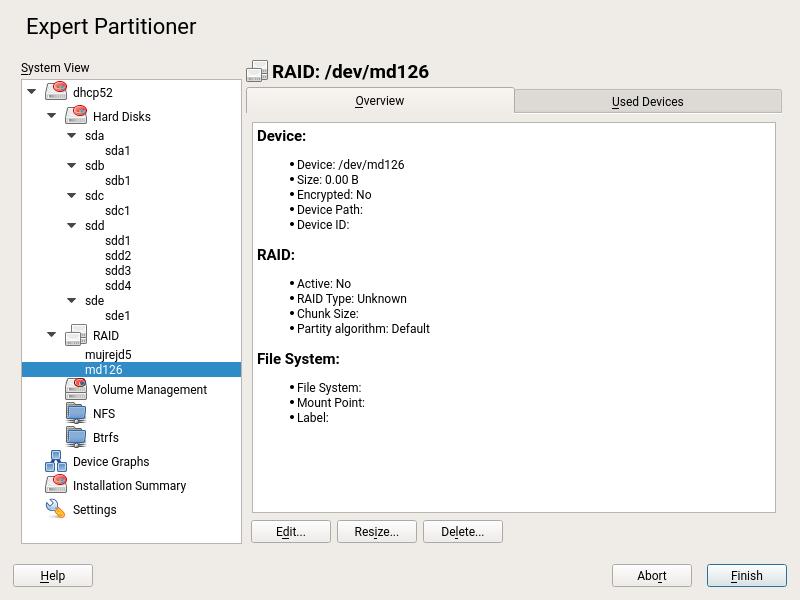 Expert Partitioner
System View
dhcp52
Hard Disks
sda
sda1
sdb
sdb1
sdc
sdc1
sdd
sdd1
sdd2
sdd3
sdd4
sde
sde1
RAID
mujrejd5
md126
Volume Management
NFS
Btrfs
Device Graphs
Installation Summary
Settings
RAID: /dev/md126
Overview
Used Devices
Device:
• Device: /dev/md126
• Size: 0.00 B
• Encrypted: No
• Device Path:
• Device ID:
RAID:
• Active: No
• RAID Type: Unknown
• Chunk Size:
• Partity algorithm: Default
File System:
• File System:
• Mount Point:
• Label:
Edit...
Resize...
Delete...
Help
Abort
Finish